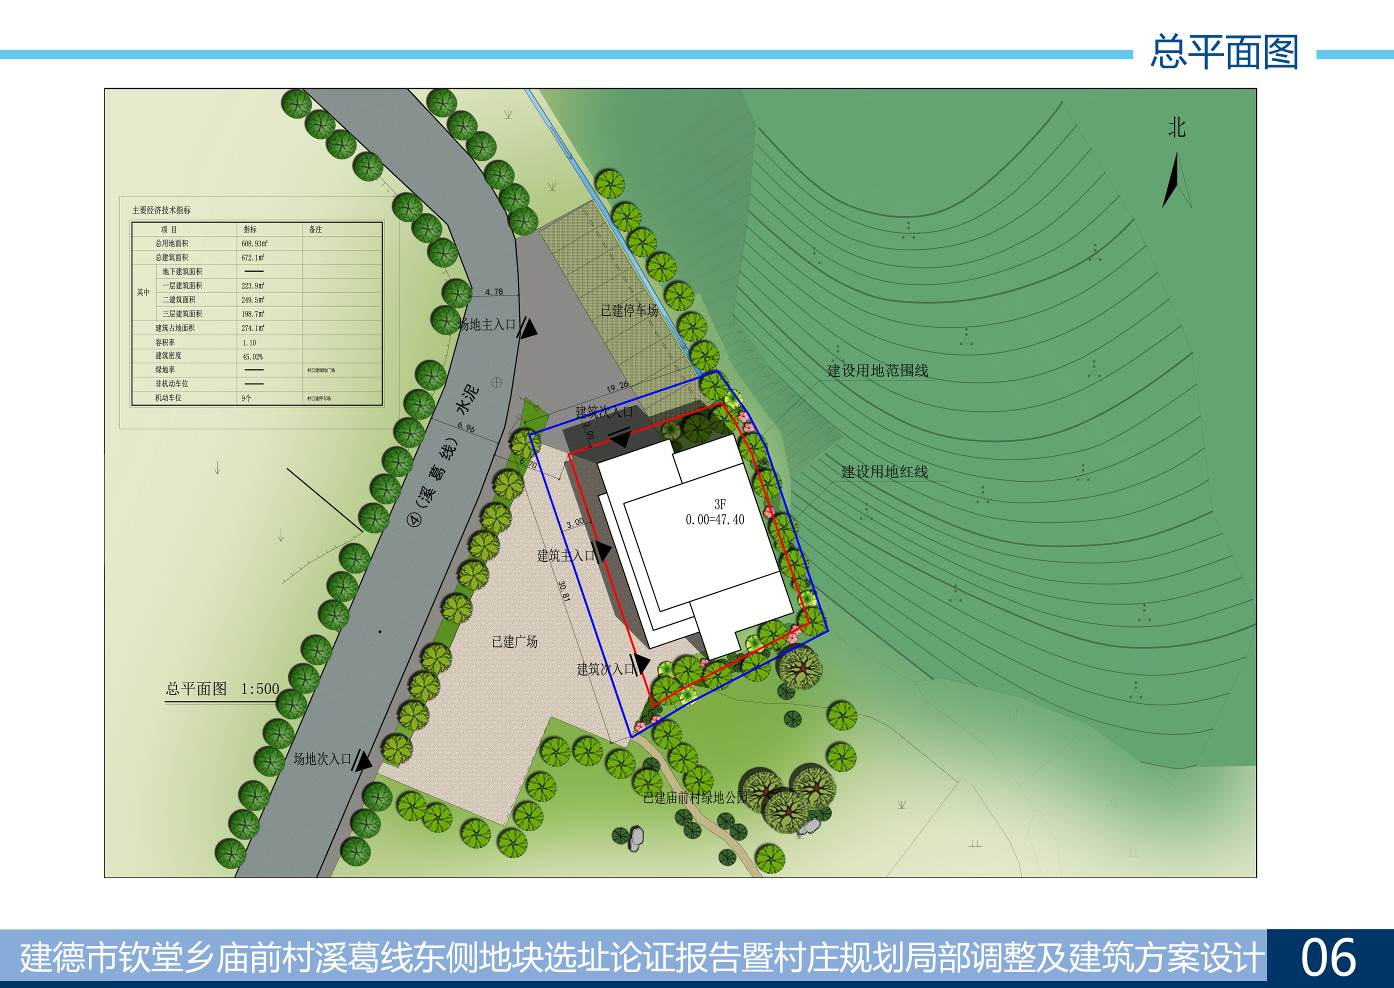 总平面图
北
主要经济技术指标
项 目 指标 备注
总用地面积 608.93㎡
总建筑面积 672.1㎡
其中
地下建筑面积 ——
一层建筑面积 223.9㎡
二建筑面积 249.5㎡
三层建筑面积 198.7㎡
建筑占地面积 274.1㎡
容积率 1.10
建筑密度 45.02%
绿地率 ——
非机动车位 ——
机动车位 9个
4.78
场地主入口
已建停车场
建设用地范围线
19.26
建筑次入口
水泥
6.96
④(溪葛线)
建设用地红线
3F
0.00=47.40
3.00
建筑主入口
30.81
已建广场
建筑次入口
总平面图 1:500
场地次入口
已建庙前村绿地公园
建德市钦堂乡庙前村溪葛线东侧地块选址论证报告暨村庄规划局部调整及建筑方案设计
06